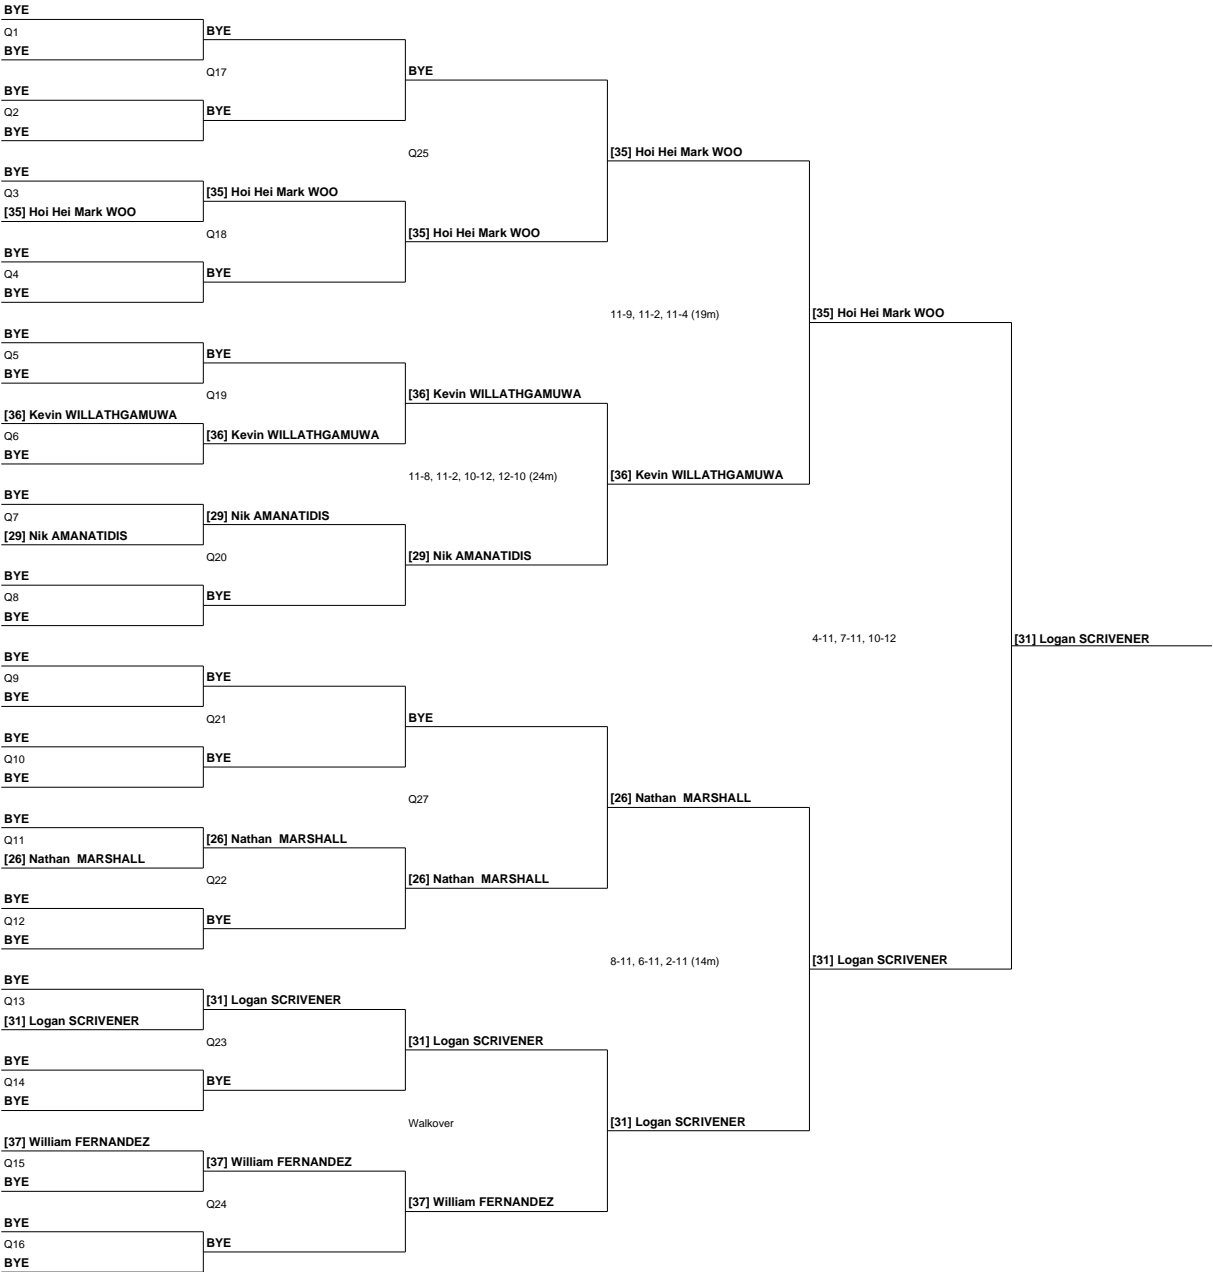 BYE
Q1
BYE
BYE
Q17
BYE
BYE
Q2
BYE
BYE
Q25
[35] Hoi Hei Mark WOO
BYE
Q3
[35] Hoi Hei Mark WOO
[35] Hoi Hei Mark WOO
Q18
[35] Hoi Hei Mark WOO
BYE
Q4
BYE
BYE
11-9, 11-2, 11-4 (19m)
[35] Hoi Hei Mark WOO
BYE
Q5
BYE
BYE
Q19
[36] Kevin WILLATHGAMUWA
[36] Kevin WILLATHGAMUWA
Q6
BYE
[36] Kevin WILLATHGAMUWA
11-8, 11-2, 10-12, 12-10 (24m)
[36] Kevin WILLATHGAMUWA
BYE
Q7
[29] Nik AMANATIDIS
[29] Nik AMANATIDIS
Q20
[29] Nik AMANATIDIS
BYE
Q8
BYE
BYE
4-11, 7-11, 10-12
[31] Logan SCRIVENER
BYE
Q9
BYE
BYE
Q21
BYE
BYE
Q10
BYE
BYE
Q27
[26] Nathan MARSHALL
BYE
Q11
[26] Nathan MARSHALL
[26] Nathan MARSHALL
Q22
[26] Nathan MARSHALL
BYE
Q12
BYE
BYE
8-11, 6-11, 2-11 (14m)
[31] Logan SCRIVENER
BYE
Q13
[31] Logan SCRIVENER
[31] Logan SCRIVENER
Q23
[31] Logan SCRIVENER
BYE
Q14
BYE
BYE
Walkover
[31] Logan SCRIVENER
[37] William FERNANDEZ
Q15
BYE
[37] William FERNANDEZ
Q24
[37] William FERNANDEZ
BYE
Q16
BYE
BYE